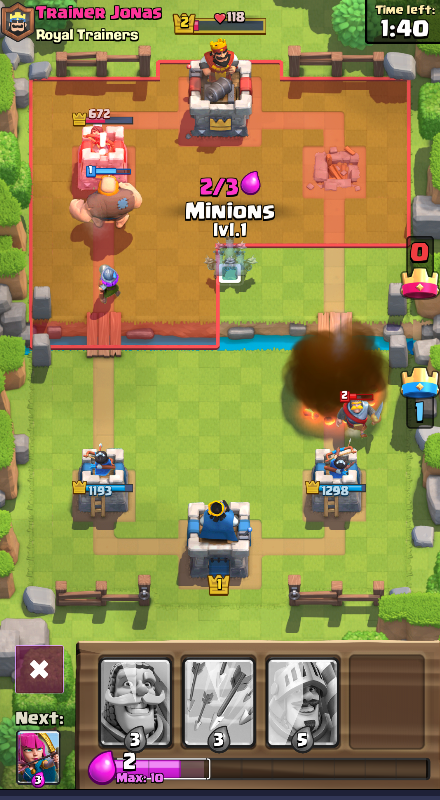 Trainer Jonas
Royal Trainers
2
118
Time left:
1:40
672
1
2/3
Minions
lvl.1
0
1
2
1193
1298
1
3
3
5
Next:
3
2
Max.:10